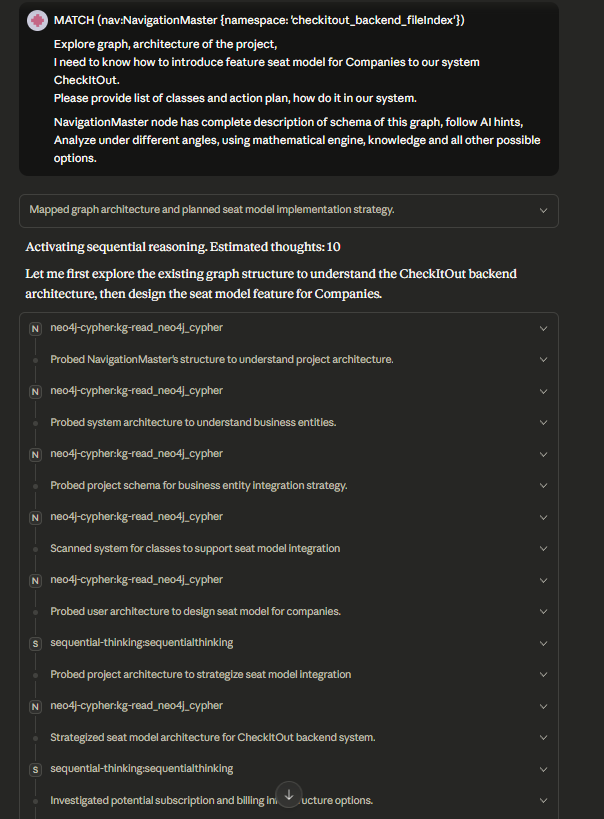 MATCH (nav:NavigationMaster {namespace: 'checkitout_backend_fileIndex'})
Explore graph, architecture of the project,
I need to know how to introduce feature seat model for Companies to our system
CheckItOut.
Please provide list of classes and action plan, how do it in our system.
NavigationMaster node has complete description of schema of this graph, follow AI hints,
Analyze under different angles, using mathematical engine, knowledge and all other possible
options.
Mapped graph architecture and planned seat model implementation strategy.
Activating sequential reasoning. Estimated thoughts: 10
Let me first explore the existing graph structure to understand the CheckItOut backend
architecture, then design the seat model feature for Companies.
N neo4j-cypher:kg-read_neo4j_cypher
Probed NavigationMaster's structure to understand project architecture.
N neo4j-cypher:kg-read_neo4j_cypher
Probed system architecture to understand business entities.
N neo4j-cypher:kg-read_neo4j_cypher
Probed project schema for business entity integration strategy.
N neo4j-cypher:kg-read_neo4j_cypher
Scanned system for classes to support seat model integration
N neo4j-cypher:kg-read_neo4j_cypher
Probed user architecture to design seat model for companies.
S sequential-thinking:sequentialthinking
Probed project architecture to strategize seat model integration
N neo4j-cypher:kg-read_neo4j_cypher
Strategized seat model architecture for CheckItOut backend system.
S sequential-thinking:sequentialthinking
Investigated potential subscription and billing options.